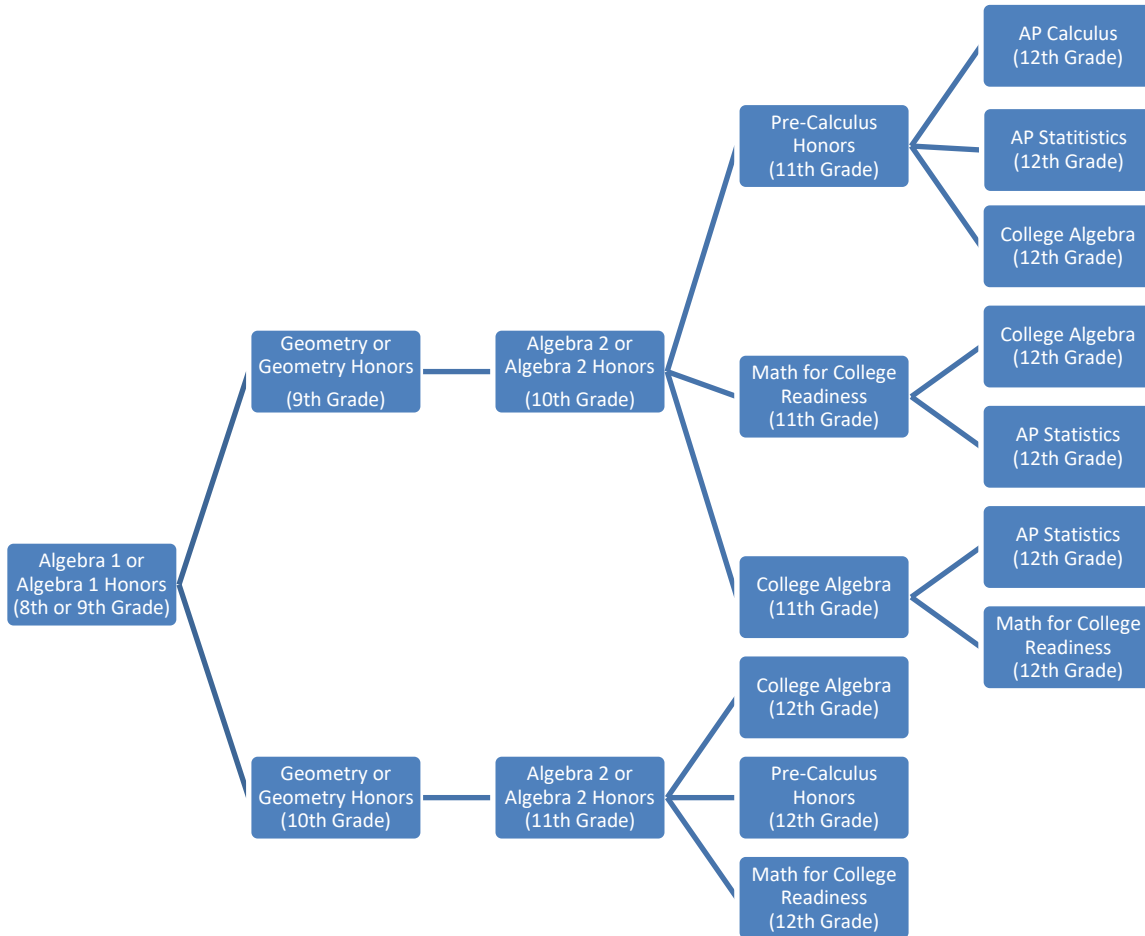 AP Calculus
(12th Grade)
Pre-Calculus
Honors
(11th Grade)
AP Statitistics
(12th Grade)
College Algebra
(12th Grade)
Geometry or
Geometry Honors
(9th Grade)
Algebra 2 or
Algebra 2 Honors
(10th Grade)
College Algebra
(12th Grade)
Math for College
Readiness
(11th Grade)
AP Statistics
(12th Grade)
Algebra 1 or
Algebra 1 Honors
(8th or 9th Grade)
AP Statistics
(12th Grade)
College Algebra
(11th Grade)
Math for College
Readiness
(12th Grade)
College Algebra
(12th Grade)
Geometry or
Geometry Honors
(10th Grade)
Algebra 2 or
Algebra 2 Honors
(11th Grade)
Pre-Calculus
Honors
(12th Grade)
Math for College
Readiness
(12th Grade)